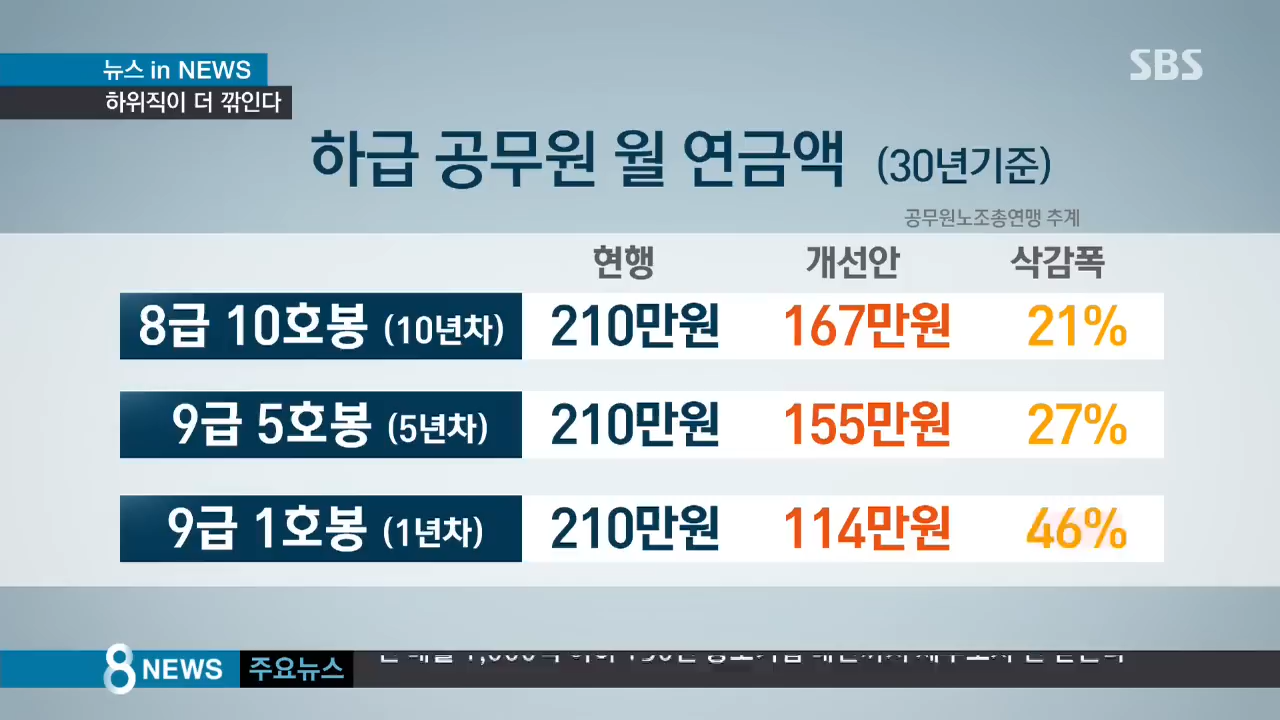 뉴스 in NEWS
SBS
하위직이 더 깎인다
하급 공무원 월 연금액 (30년기준)
공무원노조총연맹 추계
현행 개선안 삭감폭
8급 10호봉 (10년차) 210만원 167만원 21%
9급 5호봉 (5년차) 210만원 155만원 27%
9급 1호봉 (1년차) 210만원 114만원 46%
8 NEWS 주요뉴스